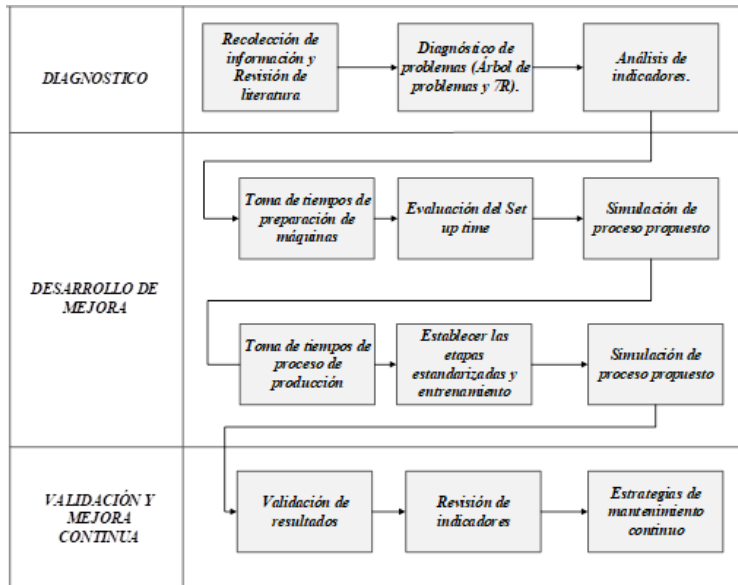 DIAGNOSTICO
Recolección de
información y
Revisión de
literatura
Diagnóstico de
problemas (Árbol de
problemas y 7R).
Análisis de
indicadores.
DESARROLLO DE
MEJORA
Toma de tiempos de
preparación de
máquinas
Evaluación del Set
up time
Simulación de
proceso propuesto
Toma de tiempos de
proceso de
producción
Establecer las
etapas
estandarizadas y
entrenamiento
Simulación de
proceso propuesto
VALIDACIÓN Y
MEJORA
CONTINUA
Validación de
resultados
Revisión de
indicadores
Estrategias de
mantenimiento
continuo